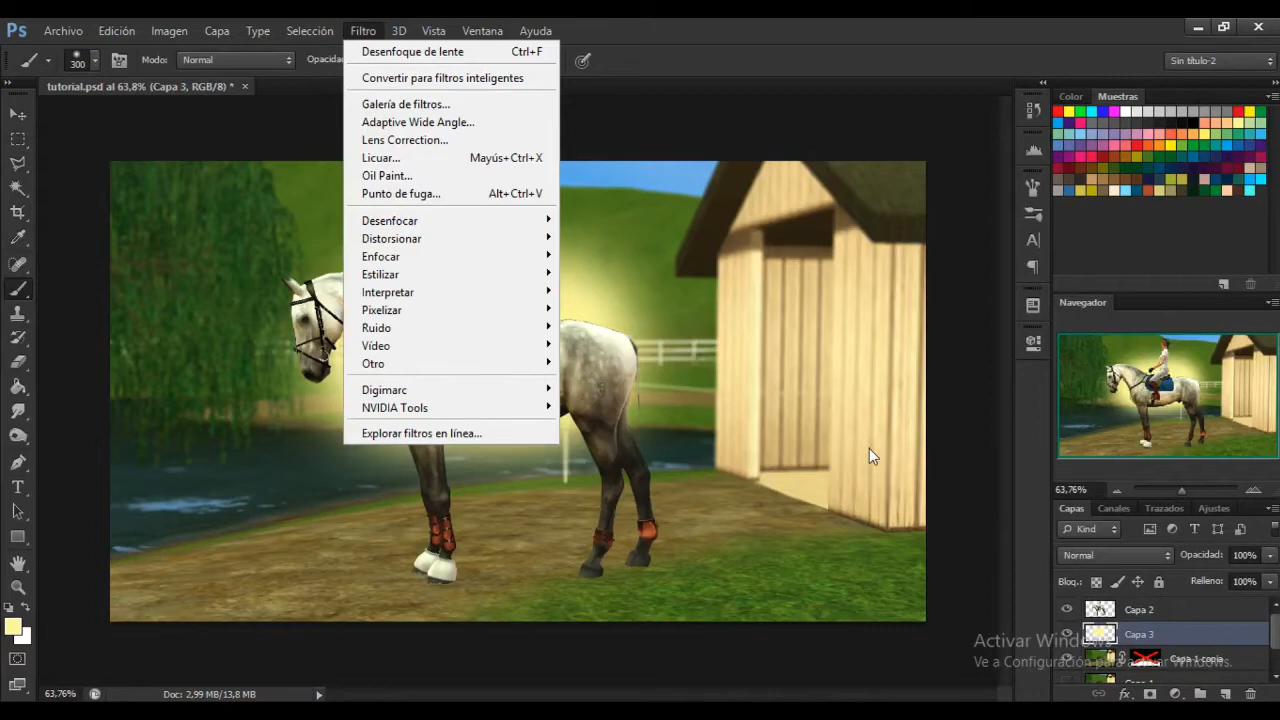 Ps Archivo Edición Imagen Capa Type Selección Filtro 3D Vista Ventana Ayuda
300 Modo: Normal Opacidad Sin título-2
tutorial.psd al 63,8% (Capa 3, RGB/8) * ×
Desenfoque de lente Ctrl+F
Convertir para filtros inteligentes
Galería de filtros...
Adaptive Wide Angle...
Lens Correction...
Licuar... Mayús+Ctrl+X
Oil Paint...
Punto de fuga... Alt+Ctrl+V
Desenfocar
Distorsionar
Enfocar
Estilizar
Interpretar
Pixelizar
Ruido
Vídeo
Otro
Digimarc
NVIDIA Tools
Explorar filtros en línea...
Color Muestras
Navegador
63,76%
Capas Canales Trazados Ajustes
Kind
Normal Opacidad: 100%
Bloq.: Relleno: 100%
Capa 2
Capa 3
Capa 1 copia
Activar Windows
Ve a Configuración para activar Windows.
63,76% Doc: 2,99 MB/13,8 MB